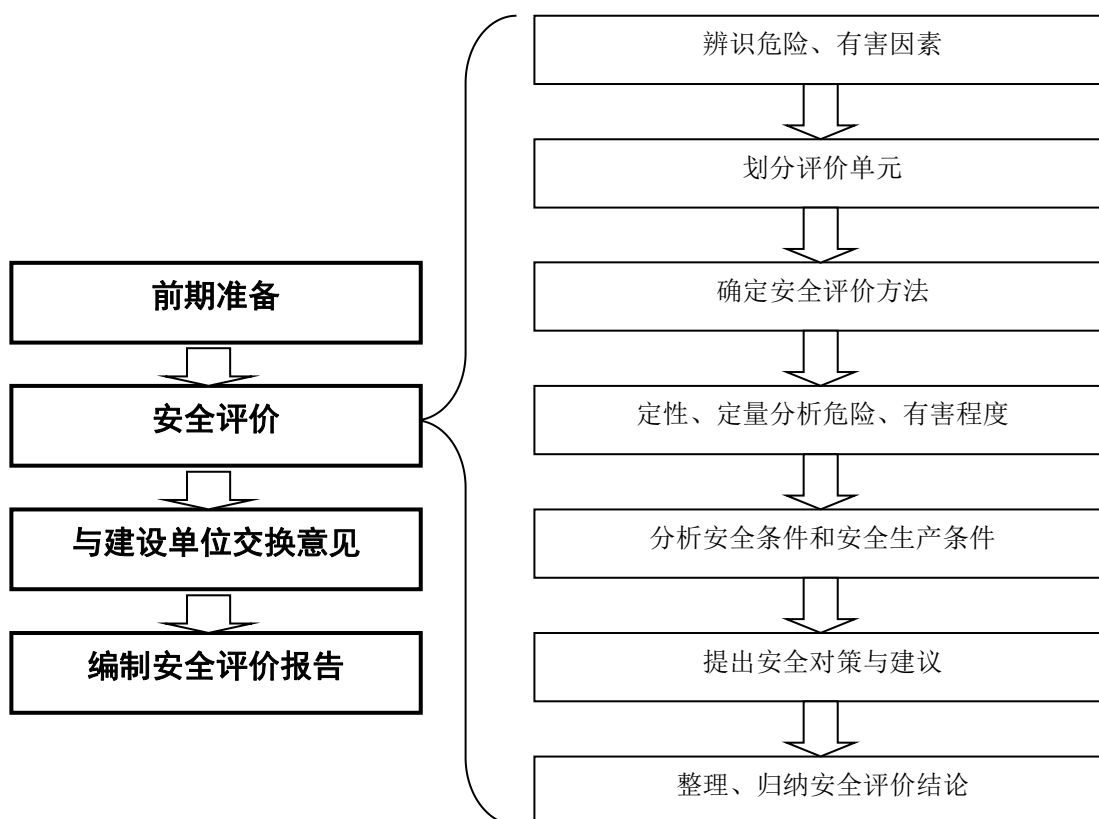 前期准备
安全评价
与建设单位交换意见
编制安全评价报告
辨识危险、有害因素
划分评价单元
确定安全评价方法
定性、定量分析危险、有害程度
分析安全条件和安全生产条件
提出安全对策与建议
整理、归纳安全评价结论